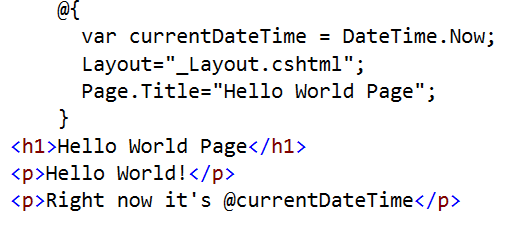 @{
var currentDateTime = DateTime.Now;
Layout="_Layout.cshtml";
Page.Title="Hello World Page";
}
<h1>Hello World Page</h1>
<p>Hello World!</p>
<p>Right now it's @currentDateTime</p>